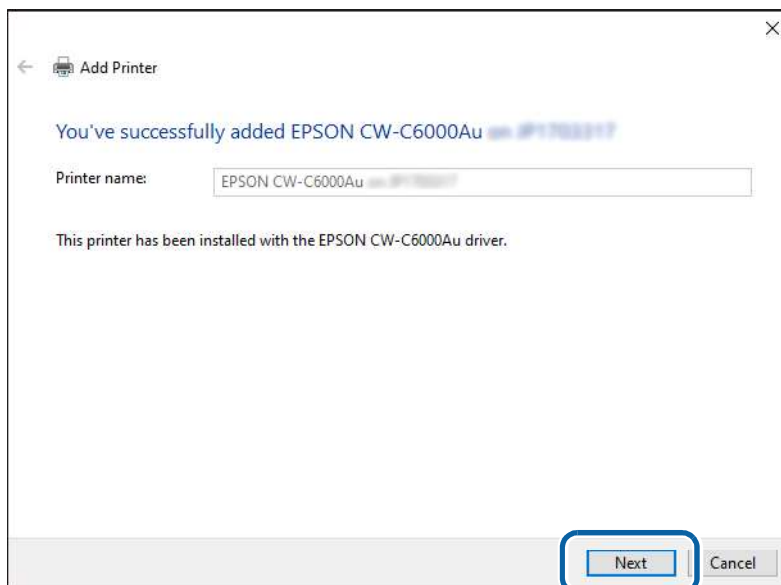 Add Printer
You've successfully added EPSON CW-C6000Au
Printer name:
EPSON CW-C6000Au
This printer has been installed with the EPSON CW-C6000Au driver.
Next
Cancel